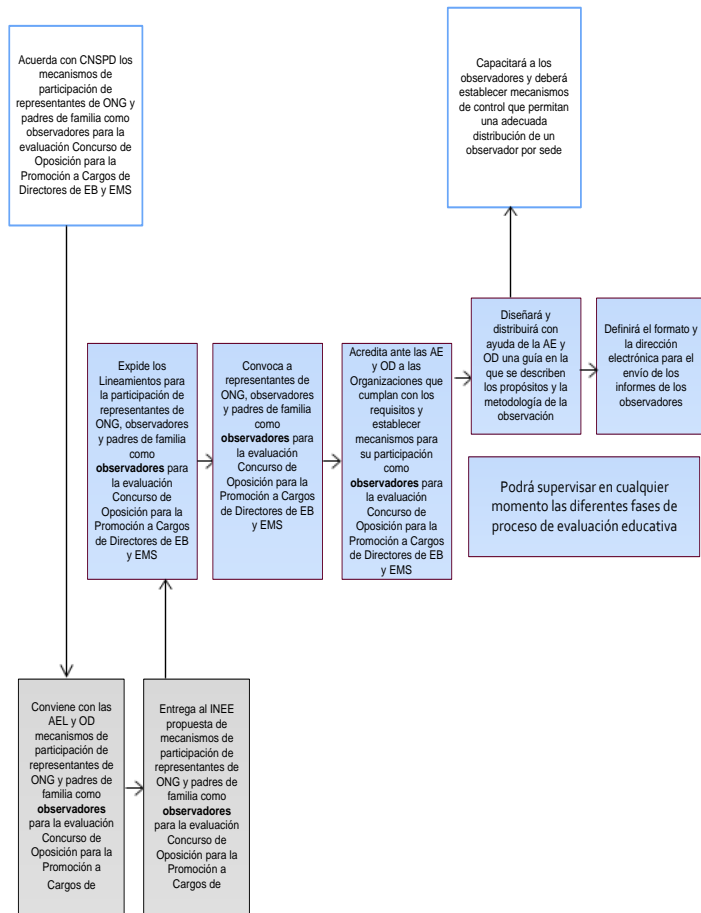 Acuerda con CNSPD los
mecanismos de
participación de
representantes de ONG y
padres de familia como
observadores para la
evaluación Concurso de
Oposición para la
Promoción a Cargos de
Directores de EB y EMS
Capacitará a los
observadores y deberá
establecer mecanismos
de control que permitan
una adecuada
distribución de un
observador por sede
Expide los
Lineamientos para
la participación de
representantes de
ONG, observadores
y padres de familia
como
observadores para
la evaluación
Concurso de
Oposición para la
Promoción a Cargos
de Directores de EB
y EMS
Convoca a
representantes de
ONG, observadores
y padres de familia
como
observadores para
la evaluación
Concurso de
Oposición para la
Promoción a Cargos
de Directores de EB
y EMS
Acredita ante las AE
y OD a las
Organizaciones que
cumplan con los
requisitos y
establecer
mecanismos para
su participación
como
observadores para
la evaluación
Concurso de
Oposición para la
Promoción a Cargos
de Directores de EB
y EMS
Diseñará y
distribuirá con
ayuda de la AE y
OD una guía en la
que se describen
los propósitos y la
metodología de la
observación
Definirá el formato y
la dirección
electrónica para el
envío de los
informes de los
observadores
Podrá supervisar en cualquier
momento las diferentes fases de
proceso de evaluación educativa
Conviene con las
AEL y OD
mecanismos de
participación de
representantes de
ONG y padres de
familia como
observadores
para la evaluación
Concurso de
Oposición para la
Promoción a
Cargos de
Entrega al INEE
propuesta de
mecanismos de
participación de
representantes de
ONG y padres de
familia como
observadores
para la evaluación
Concurso de
Oposición para la
Promoción a
Cargos de